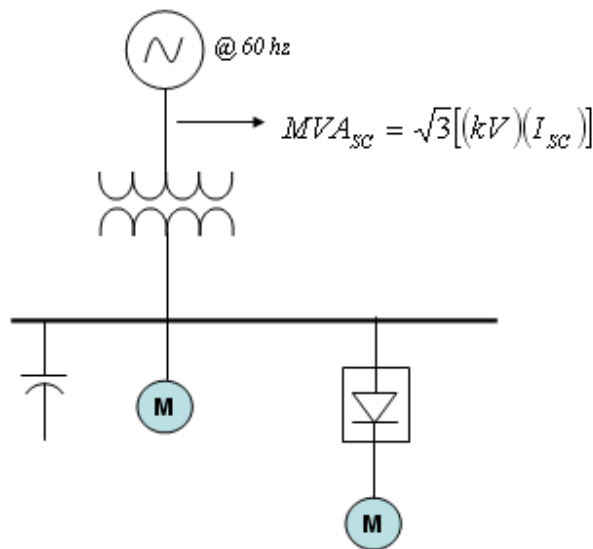 @ 60 hz
MVA_SC = √3[(kV)(I_SC)]
M
M